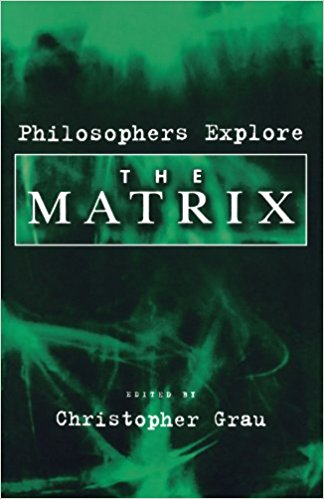 Philosophers Explore
THE
MATRIX
EDITED BY
Christopher Grau